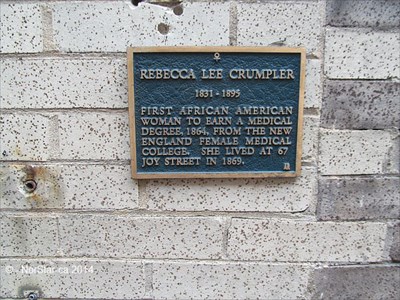 REBECCA LEE CRUMPLER
1831 - 1895
FIRST AFRICAN AMERICAN
WOMAN TO EARN A MEDICAL
DEGREE, 1864, FROM THE NEW
ENGLAND FEMALE MEDICAL
COLLEGE. SHE LIVED AT 67
JOY STREET IN 1869.
© NorStar.ca 2014